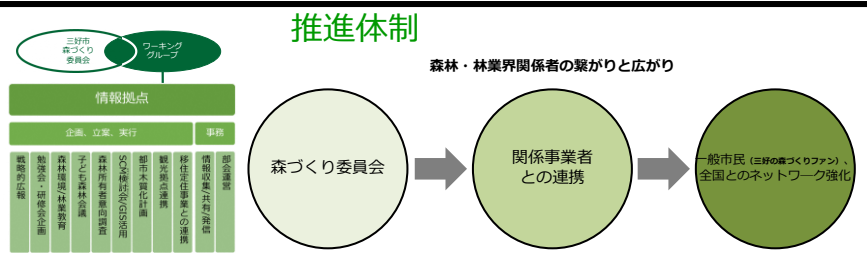 推進体制
三好市
森づくり
委員会
ワーキング
グループ
情報拠点
企画、立案、実行
事務
戦略的広報
勉強会・研修会企画
森林環境/林業教育
子ども森林会議
森林所有者意向調査
SCM検討会/GIS活用
都市木質化計画
観光拠点連携
移住定住事業との連携
情報収集/共有/発信
部会運営
森林・林業界関係者の繋がりと広がり
森づくり委員会
関係事業者
との連携
一般市民（三好の森づくりファン）、
全国とのネットワーク強化